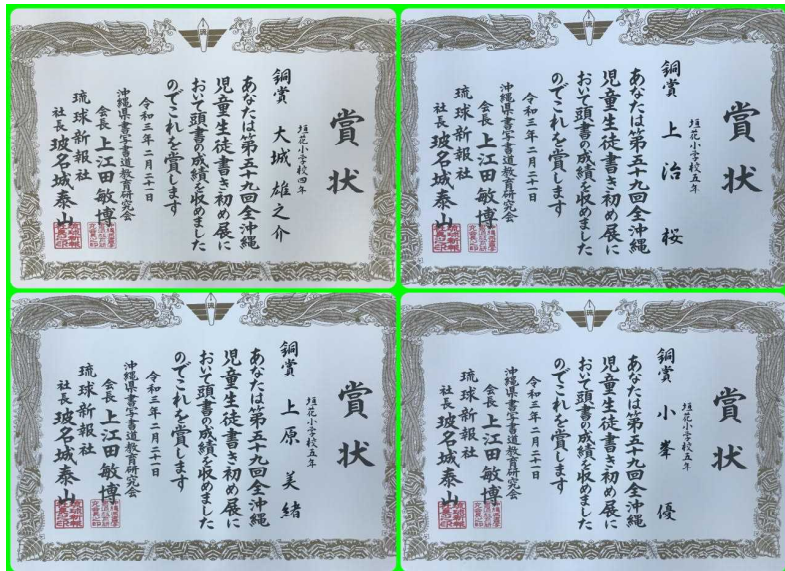 賞状
垣花小学校四年
銅賞 大城 雄之介
あなたは第五十九回全沖縄
児童生徒書き初め展に
おいて頭書の成績を収めました
のでこれを賞します
令和三年二月二十一日
沖縄県書写書道教育研究会
会長 上江田敏博
琉球新報社
社長 玻名城泰山
賞状
垣花小学校五年
銅賞 上治 桜
あなたは第五十九回全沖縄
児童生徒書き初め展に
おいて頭書の成績を収めました
のでこれを賞します
令和三年二月二十一日
沖縄県書写書道教育研究会
会長 上江田敏博
琉球新報社
社長 玻名城泰山
賞状
垣花小学校五年
銅賞 上原 美緒
あなたは第五十九回全沖縄
児童生徒書き初め展に
おいて頭書の成績を収めました
のでこれを賞します
令和三年二月二十一日
沖縄県書写書道教育研究会
会長 上江田敏博
琉球新報社
社長 玻名城泰山
賞状
垣花小学校五年
銅賞 小峯 優
あなたは第五十九回全沖縄
児童生徒書き初め展に
おいて頭書の成績を収めました
のでこれを賞します
令和三年二月二十一日
沖縄県書写書道教育研究会
会長 上江田敏博
琉球新報社
社長 玻名城泰山